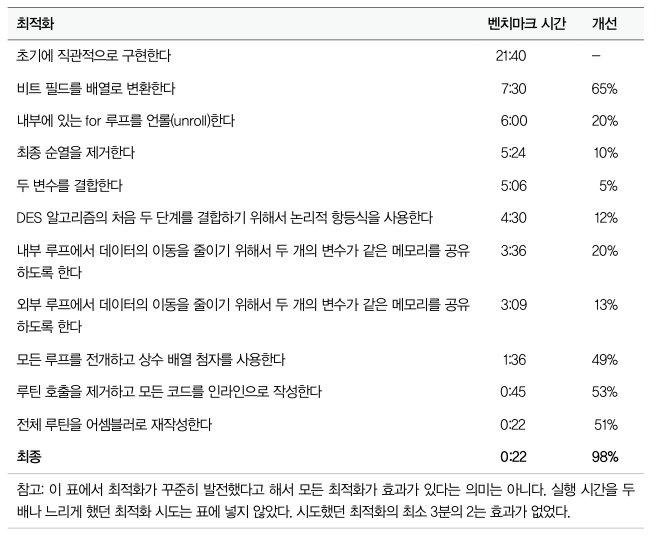 최적화 벤치마크 시간 개선
초기에 직관적으로 구현한다 21:40 –
비트 필드를 배열로 변환한다 7:30 65%
내부에 있는 for 루프를 언롤(unroll)한다 6:00 20%
최종 순열을 제거한다 5:24 10%
두 변수를 결합한다 5:06 5%
DES 알고리즘의 처음 두 단계를 결합하기 위해서 논리적 항등식을 사용한다 4:30 12%
내부 루프에서 데이터의 이동을 줄이기 위해서 두 개의 변수가 같은 메모리를 공유 3:36 20%
하도록 한다
외부 루프에서 데이터의 이동을 줄이기 위해서 두 개의 변수가 같은 메모리를 공유 3:09 13%
하도록 한다
모든 루프를 전개하고 상수 배열 첨자를 사용한다 1:36 49%
루틴 호출을 제거하고 모든 코드를 인라인으로 작성한다 0:45 53%
전체 루틴을 어셈블러로 재작성한다 0:22 51%
최종 0:22 98%
참고: 이 표에서 최적화가 꾸준히 발전했다고 해서 모든 최적화가 효과가 있다는 의미는 아니다. 실행 시간을 두
배나 느리게 했던 최적화 시도는 표에 넣지 않았다. 시도했던 최적화의 최소 3분의 2는 효과가 없었다.